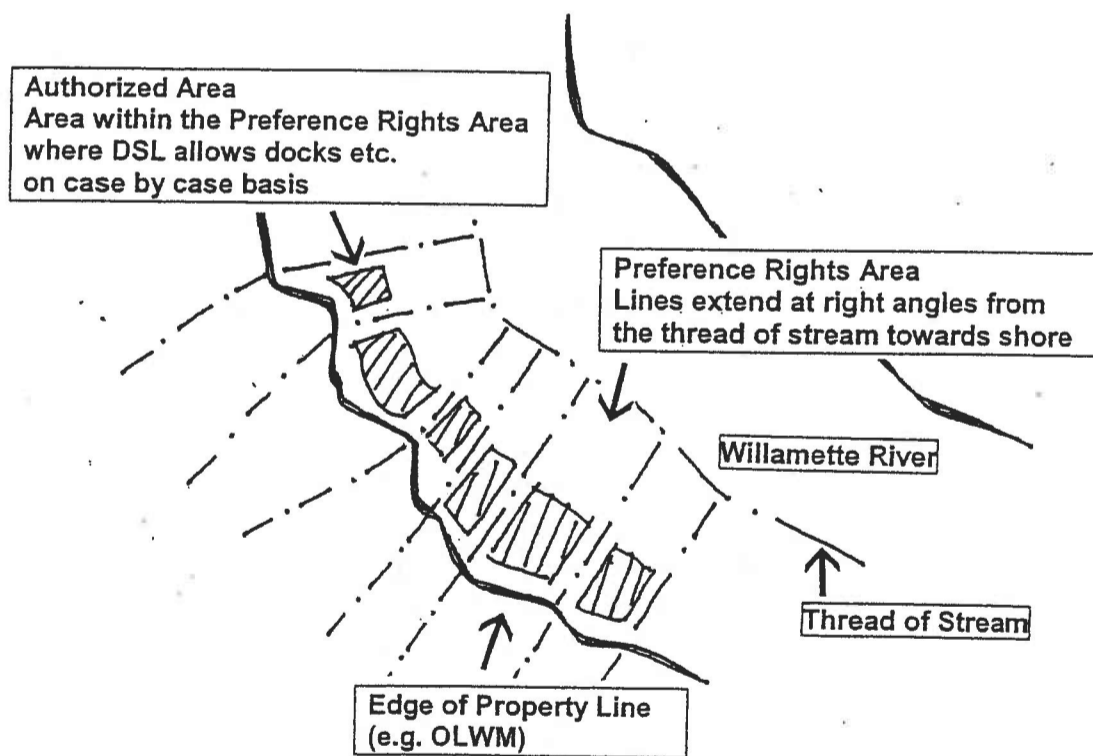 Authorized Area
Area within the Preference Rights Area
where DSL allows docks etc.
on case by case basis
Preference Rights Area
Lines extend at right angles from
the thread of stream towards shore
Willamette River
Thread of Stream
Edge of Property Line
(e.g. OLWM)